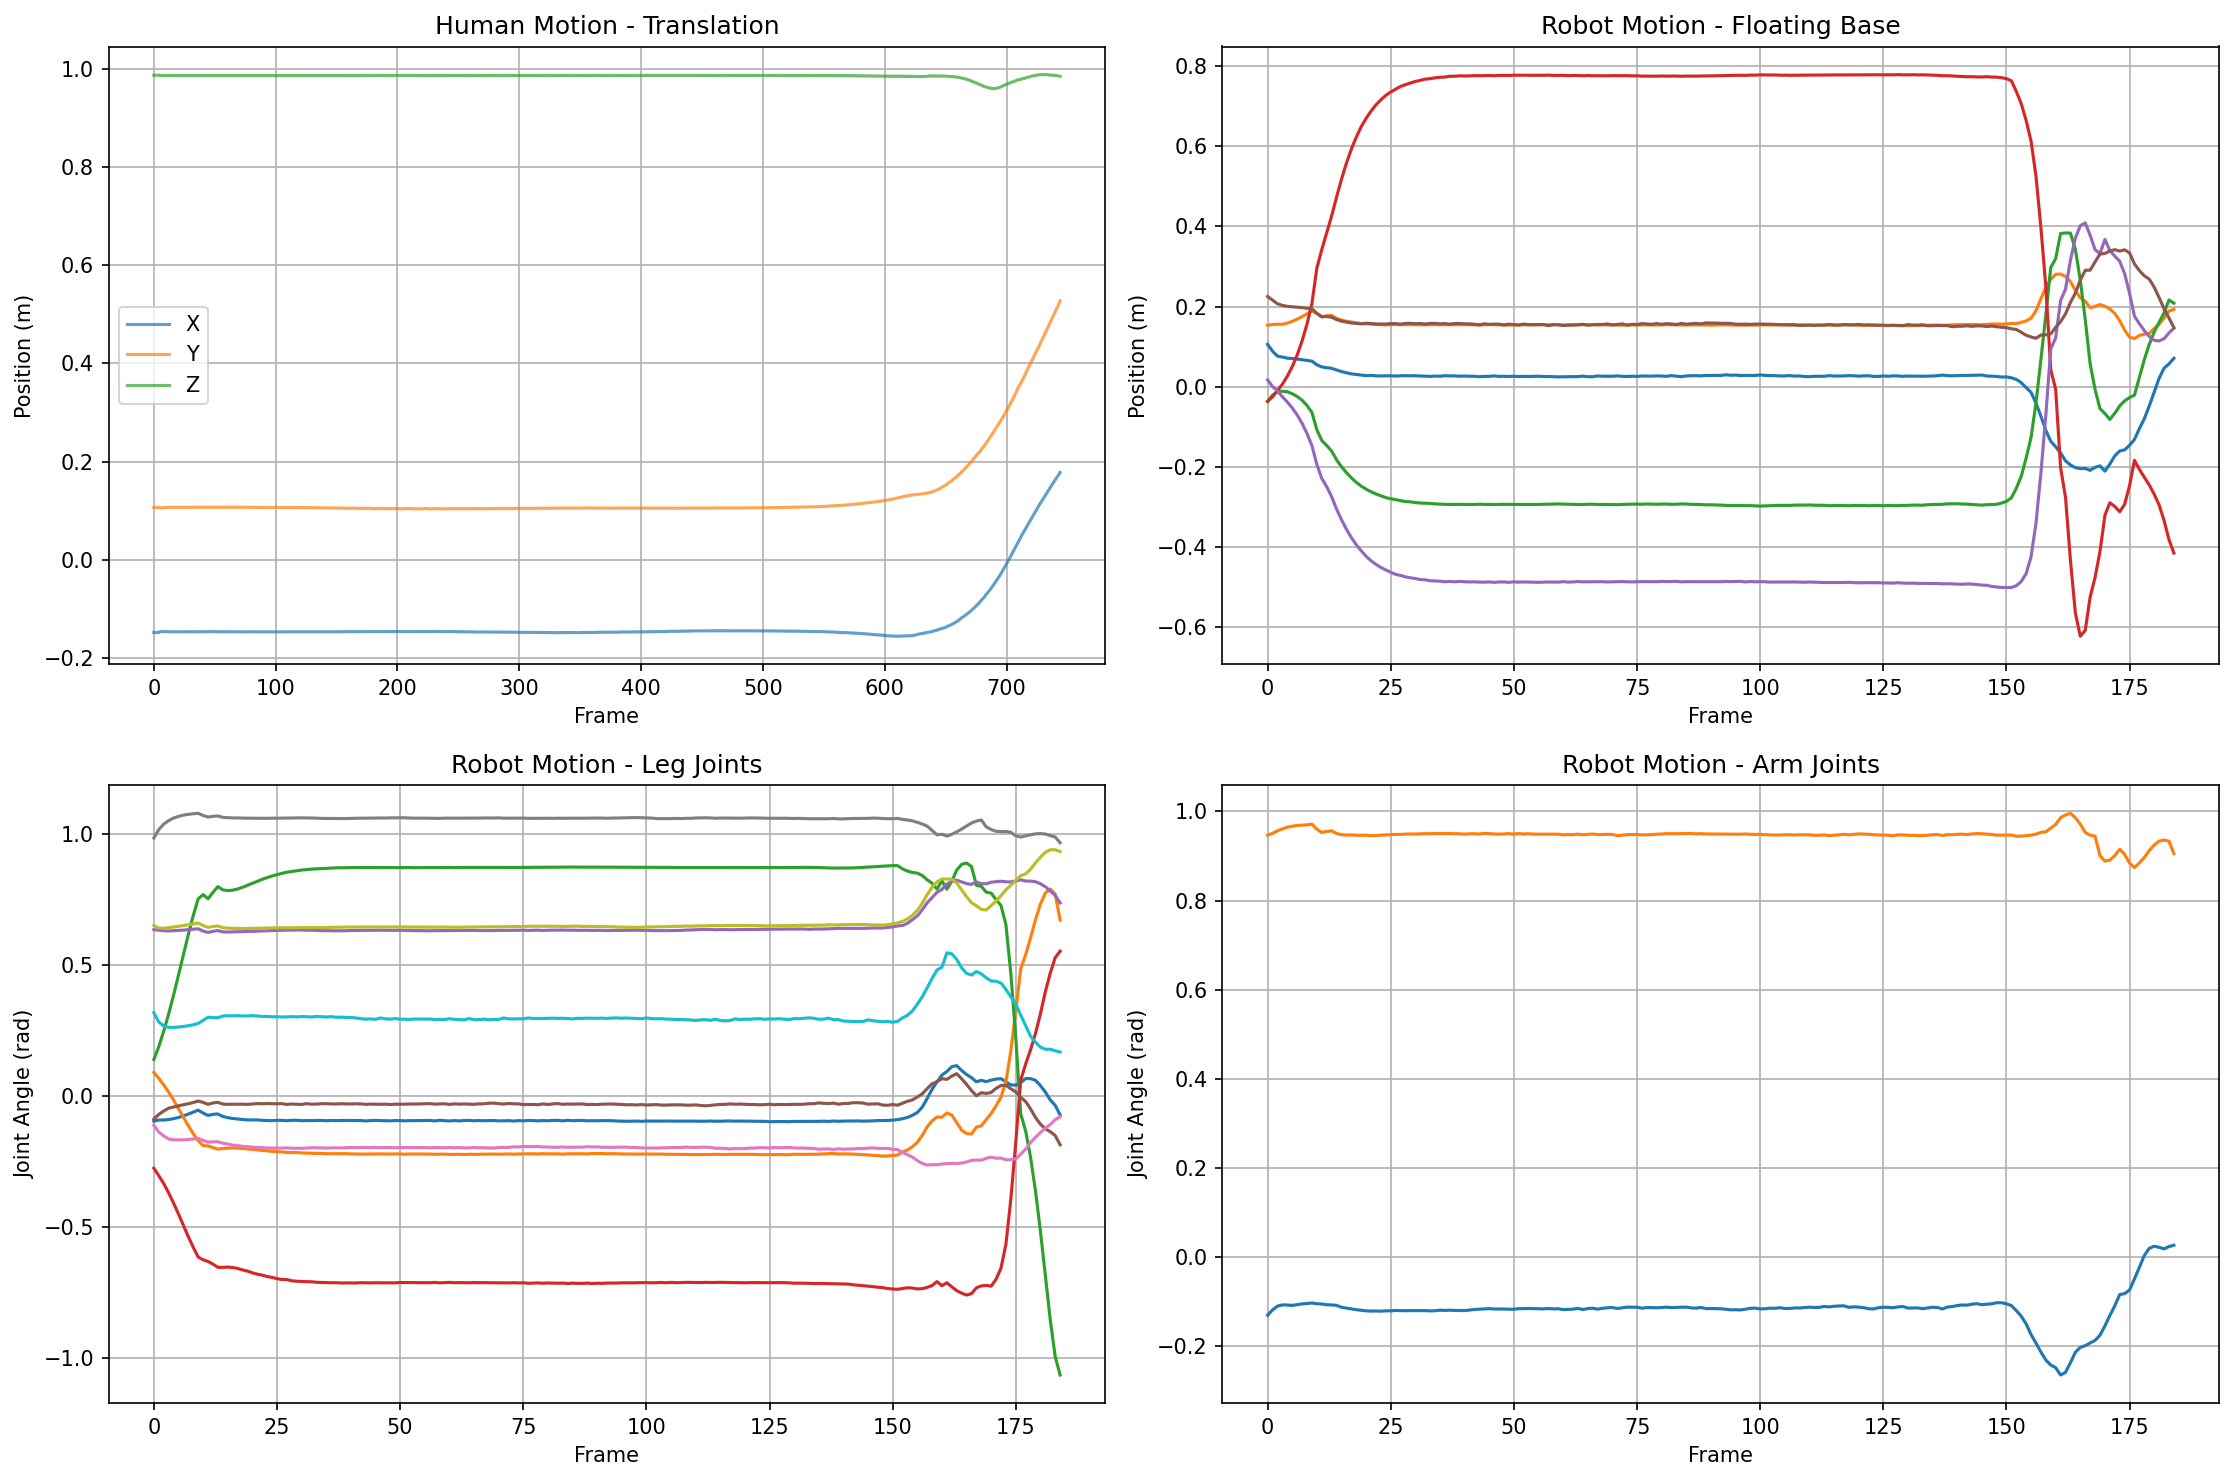 Human Motion - Translation
Position (m)
1.0
0.8
0.6
0.4
0.2
0.0
−0.2
X
Y
Z
0 100 200 300 400 500 600 700
Frame
Robot Motion - Floating Base
Position (m)
0.8
0.6
0.4
0.2
0.0
−0.2
−0.4
−0.6
0 25 50 75 100 125 150 175
Frame
Robot Motion - Leg Joints
Joint Angle (rad)
1.0
0.5
0.0
−0.5
−1.0
0 25 50 75 100 125 150 175
Frame
Robot Motion - Arm Joints
Joint Angle (rad)
1.0
0.8
0.6
0.4
0.2
0.0
−0.2
0 25 50 75 100 125 150 175
Frame